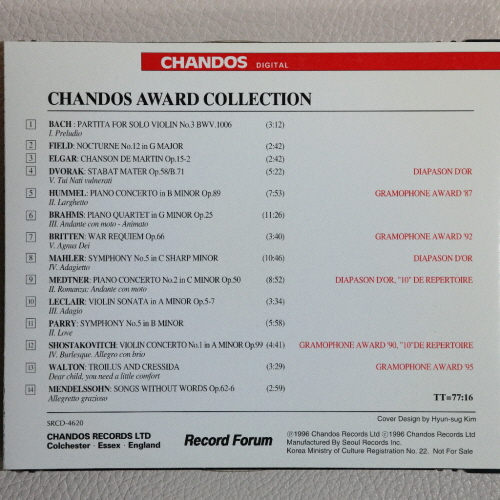 CHANDOS DIGITAL
CHANDOS AWARD COLLECTION
1 BACH : PARTITA FOR SOLO VIOLIN No.3 BWV.1006 (3:12)
I. Preludio
2 FIELD: NOCTURNE No.12 in G MAJOR (2:42)
3 ELGAR: CHANSON DE MARTIN Op.15-2 (2:42)
4 DVORAK: STABAT MATER Op.58/B.71 (5:22) DIAPASON D'OR
V. Tui Nati vulnerati
5 HUMMEL: PIANO CONCERTO in B MINOR Op.89 (7:53) GRAMOPHONE AWARD '87
II. Larghetto
6 BRAHMS: PIANO QUARTET in G MINOR Op.25 (11:26)
III. Andante con moto - Animato
7 BRITTEN: WAR REQUIEM Op.66 (3:40) GRAMOPHONE AWARD '92
V. Agnus Dei
8 MAHLER: SYMPHONY No.5 in C SHARP MINOR (10:46) DIAPASON D'OR
IV. Adagietto
9 MEDTNER: PIANO CONCERTO No.2 in C MINOR Op.50 (8:52) DIAPASON D'OR, "10" DE REPERTOIRE
II. Romanza: Andante con moto
10 LECLAIR: VIOLIN SONATA in A MINOR Op.5-7 (3:34)
III. Adagio
11 PARRY: SYMPHONY No.5 in B MINOR (5:58)
II. Love
12 SHOSTAKOVITCH: VIOLIN CONCERTO No.1 in A MINOR Op.99 (4:41) GRAMOPHONE AWARD '90, "10"DE REPERTOIRE
IV. Burlesque. Allegro con brio
13 WALTON: TROILUS AND CRESSIDA (3:29) GRAMOPHONE AWARD '95
Dear child, you need a little comfort
14 MENDELSSOHN: SONGS WITHOUT WORDS Op.62-6 (2:59)
Allegretto grazioso TT=77:16
Cover Design by Hyun-sug Kim
SRCD-4620
CHANDOS RECORDS LTD
Colchester · Essex · England
Record Forum
Ⓟ1996 Chandos Records Ltd ©1996 Chandos Records Ltd
Manufactured By Seoul Records Inc.
Korea Ministry of Culture Registration No. 22. Not For Sale